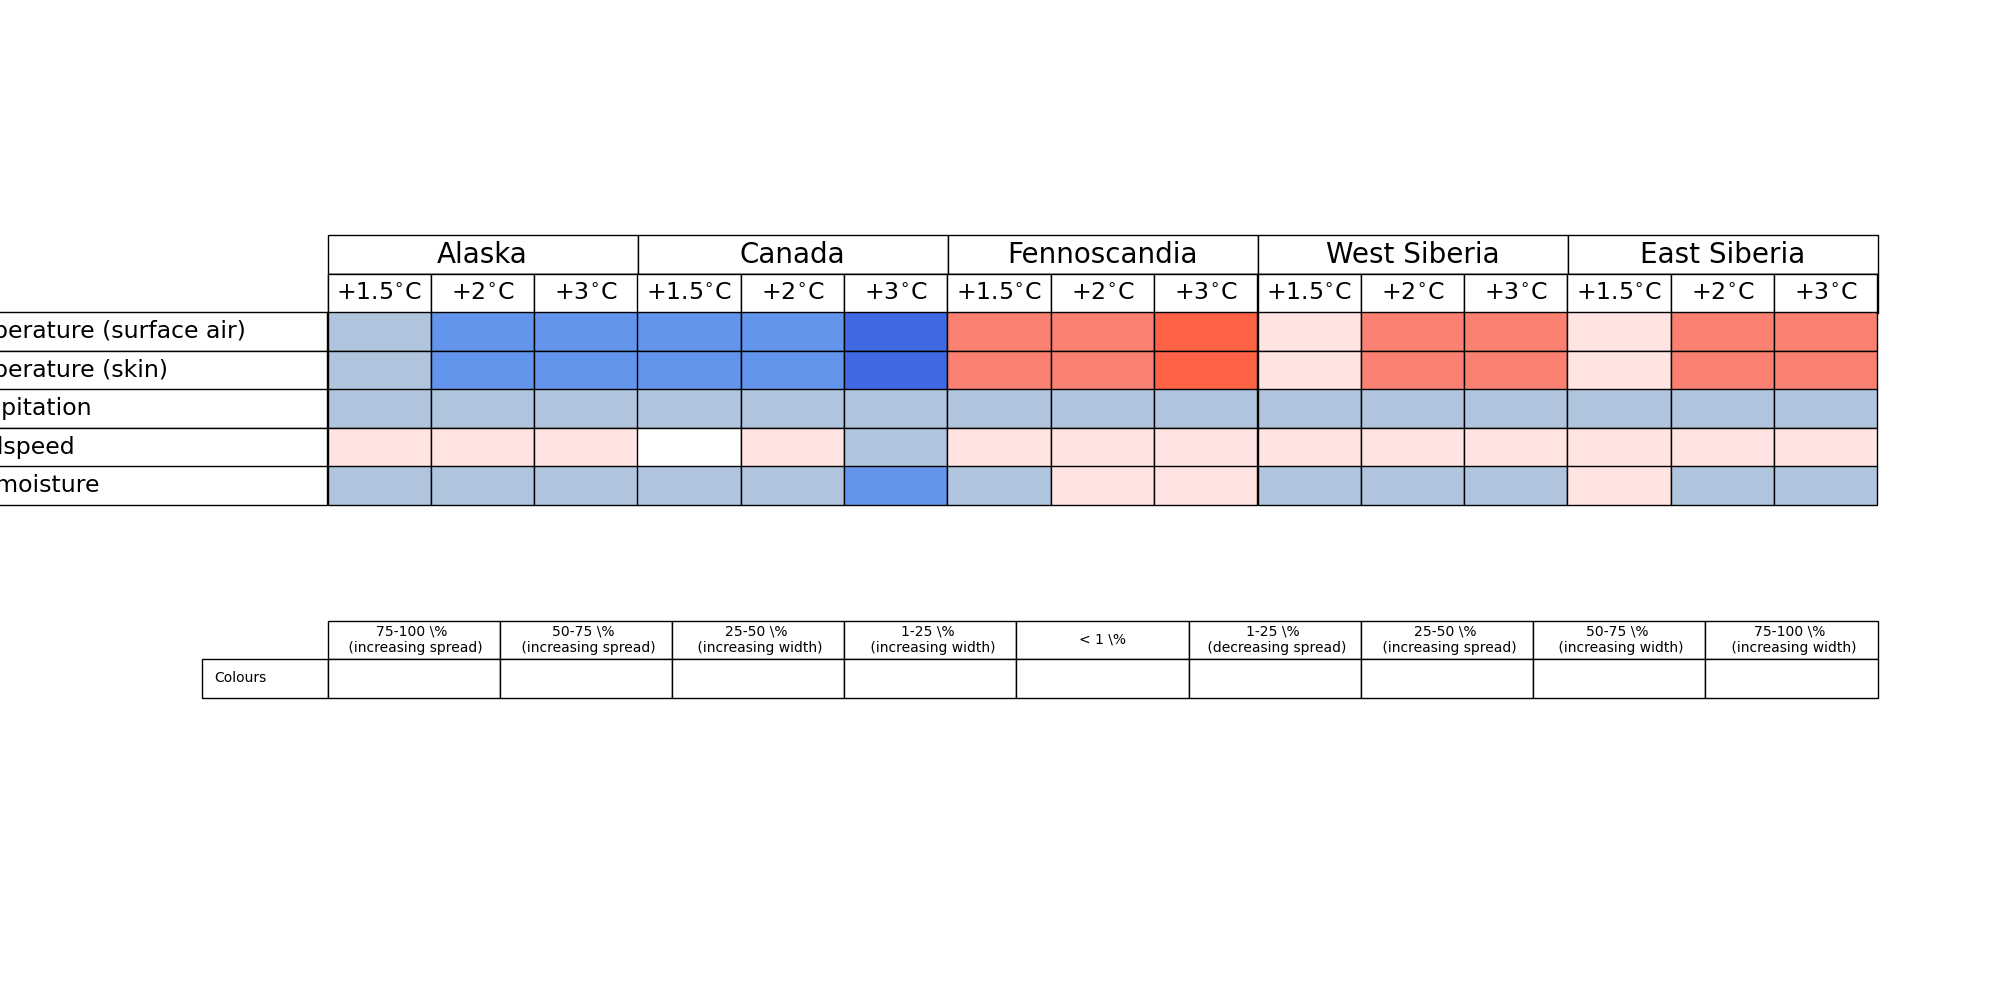 Alaska Canada Fennoscandia West Siberia East Siberia
+1.5°C +2°C +3°C +1.5°C +2°C +3°C +1.5°C +2°C +3°C +1.5°C +2°C +3°C +1.5°C +2°C +3°C
perature (surface air)
perature (skin)
pitation
lspeed
moisture
75-100 \% 50-75 \% 25-50 \% 1-25 \% < 1 \% 1-25 \% 25-50 \% 50-75 \% 75-100 \%
(increasing spread) (increasing spread) (increasing width) (increasing width) (decreasing spread) (increasing spread) (increasing width) (increasing width)
Colours